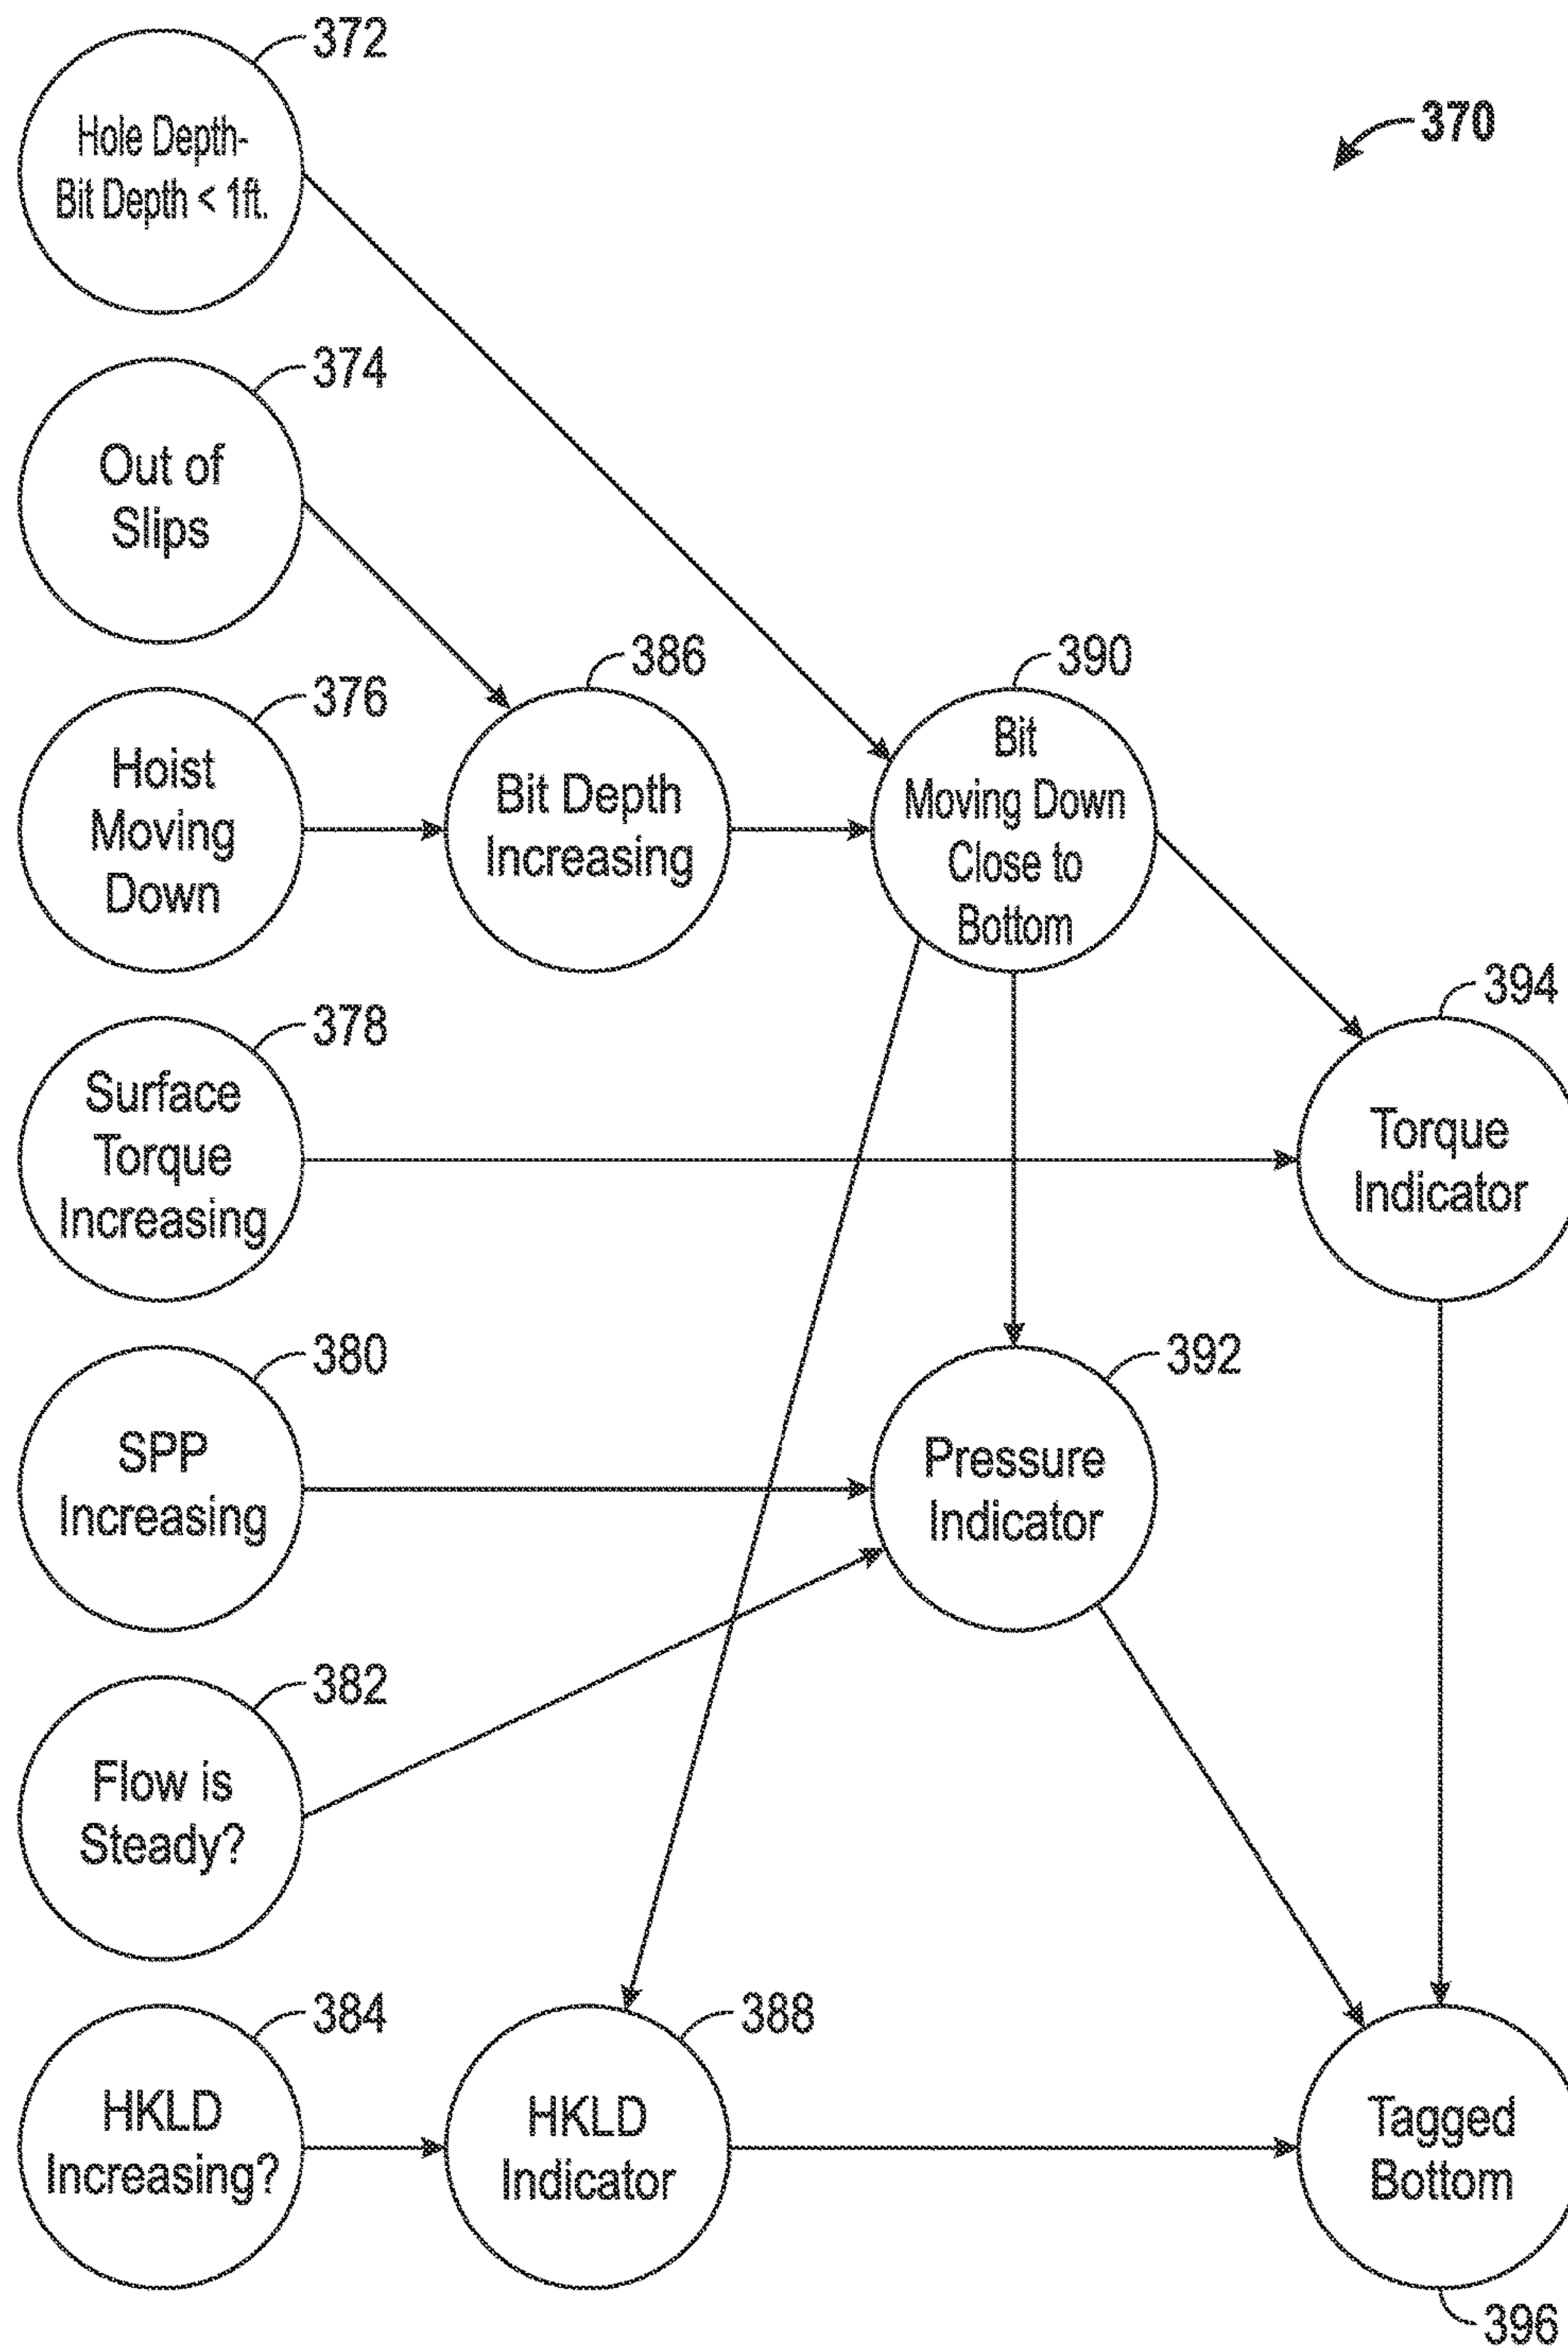 372
Hole Depth-
Bit Depth < 1ft.
370
374
Out of
Slips
376
Hoist
Moving
Down
386
Bit Depth
Increasing
390
Bit
Moving Down
Close to
Bottom
378
Surface
Torque
Increasing
394
Torque
Indicator
380
SPP
Increasing
392
Pressure
Indicator
382
Flow is
Steady?
384
HKLD
Increasing?
388
HKLD
Indicator
Tagged
Bottom
396